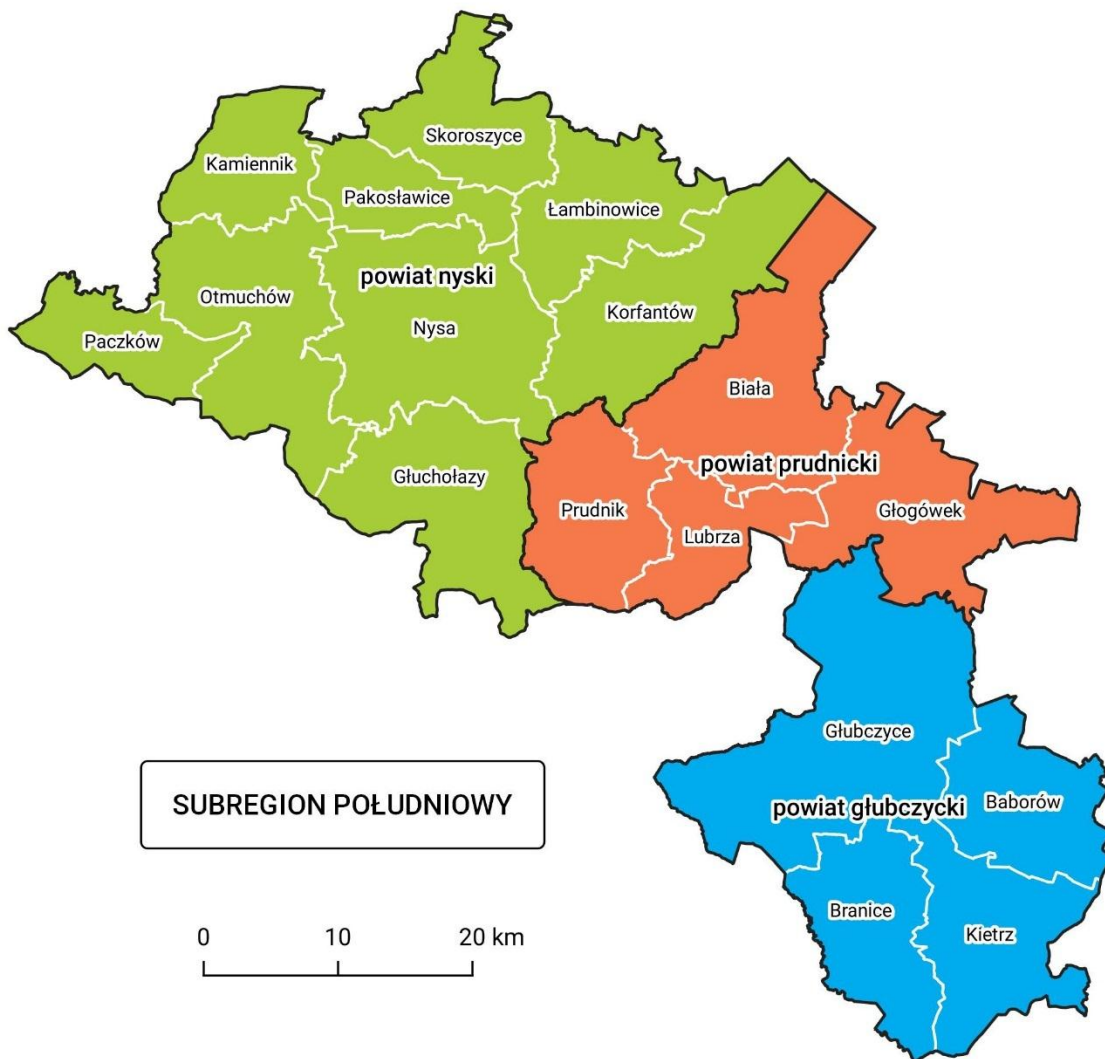 Skoroszyce
Kamiennik
Pakosławice
Łambinowice
powiat nyski
Otmuchów
Korfantów
Nysa
Paczków
Biała
powiat prudnicki
Głuchołazy
Prudnik
Głogówek
Lubrza
Głubczyce
SUBREGION POŁUDNIOWY
powiat głubczycki
Baborów
Branice
Kietrz
0 10 20 km